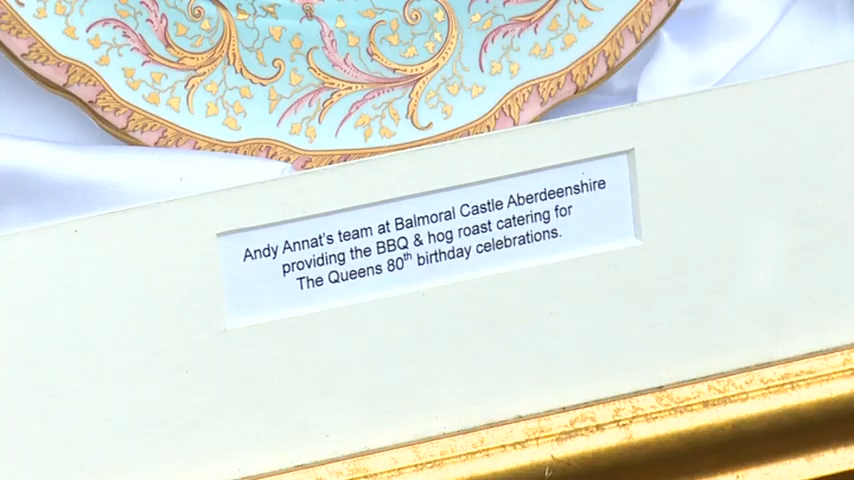 Andy Annat's team at Balmoral Castle Aberdeenshire
providing the BBQ & hog roast catering for
The Queens 80th birthday celebrations.